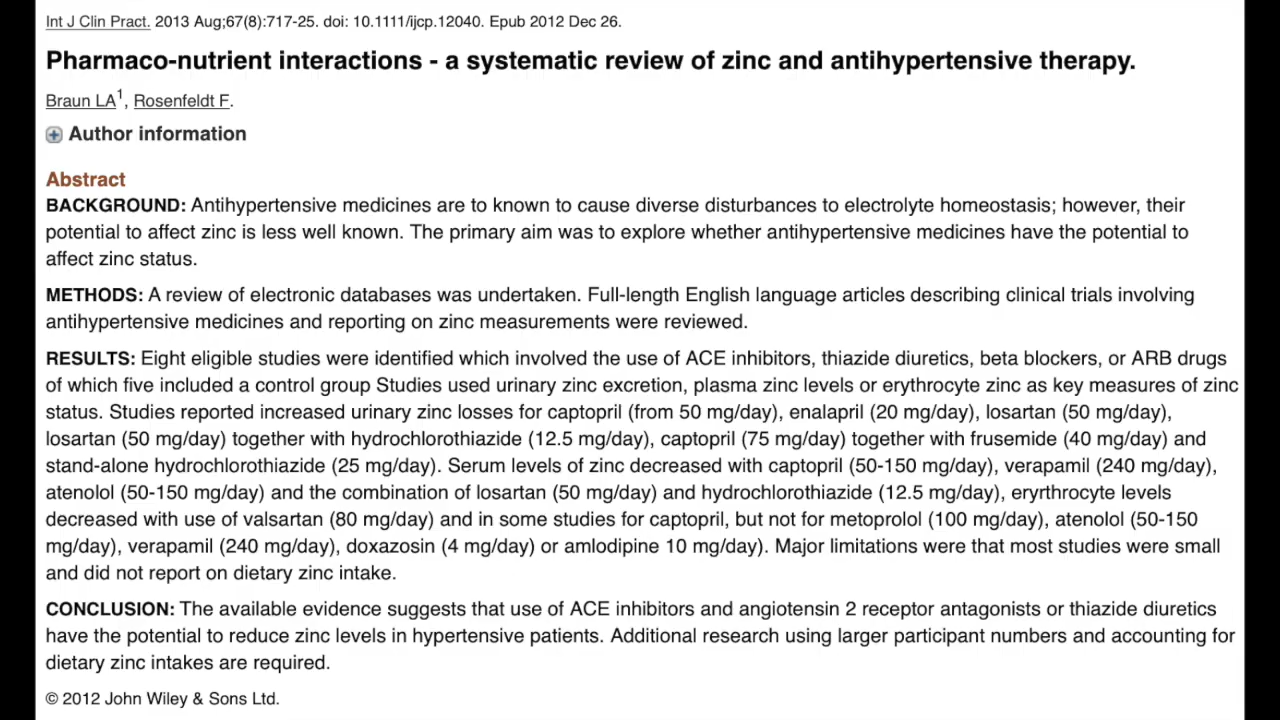 Int J Clin Pract. 2013 Aug;67(8):717-25. doi: 10.1111/ijcp.12040. Epub 2012 Dec 26.
Pharmaco-nutrient interactions - a systematic review of zinc and antihypertensive therapy.
Braun LA1, Rosenfeldt F.
Author information
Abstract
BACKGROUND: Antihypertensive medicines are to known to cause diverse disturbances to electrolyte homeostasis; however, their
potential to affect zinc is less well known. The primary aim was to explore whether antihypertensive medicines have the potential to
affect zinc status.
METHODS: A review of electronic databases was undertaken. Full-length English language articles describing clinical trials involving
antihypertensive medicines and reporting on zinc measurements were reviewed.
RESULTS: Eight eligible studies were identified which involved the use of ACE inhibitors, thiazide diuretics, beta blockers, or ARB drugs
of which five included a control group Studies used urinary zinc excretion, plasma zinc levels or erythrocyte zinc as key measures of zinc
status. Studies reported increased urinary zinc losses for captopril (from 50 mg/day), enalapril (20 mg/day), losartan (50 mg/day),
losartan (50 mg/day) together with hydrochlorothiazide (12.5 mg/day), captopril (75 mg/day) together with frusemide (40 mg/day) and
stand-alone hydrochlorothiazide (25 mg/day). Serum levels of zinc decreased with captopril (50-150 mg/day), verapamil (240 mg/day),
atenolol (50-150 mg/day) and the combination of losartan (50 mg/day) and hydrochlorothiazide (12.5 mg/day), eryrthrocyte levels
decreased with use of valsartan (80 mg/day) and in some studies for captopril, but not for metoprolol (100 mg/day), atenolol (50-150
mg/day), verapamil (240 mg/day), doxazosin (4 mg/day) or amlodipine 10 mg/day). Major limitations were that most studies were small
and did not report on dietary zinc intake.
CONCLUSION: The available evidence suggests that use of ACE inhibitors and angiotensin 2 receptor antagonists or thiazide diuretics
have the potential to reduce zinc levels in hypertensive patients. Additional research using larger participant numbers and accounting for
dietary zinc intakes are required.
© 2012 John Wiley & Sons Ltd.